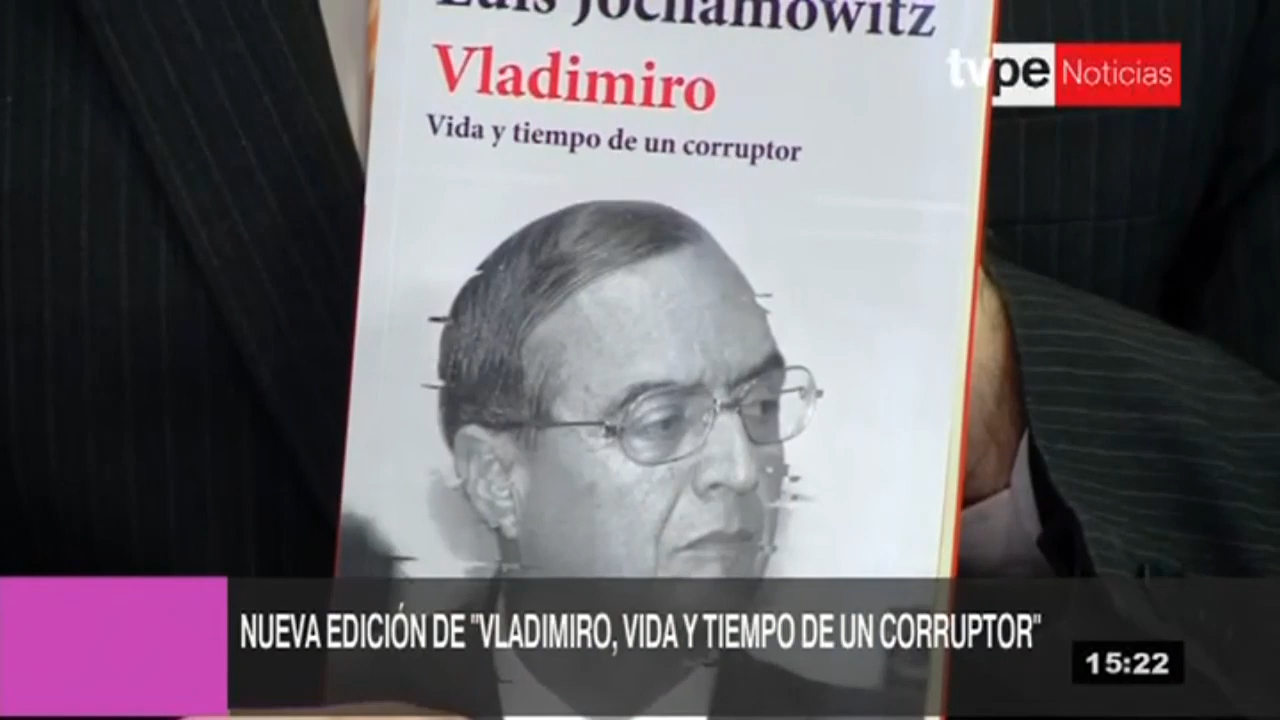 Luis Jochamowitz
Vladimiro
Vida y tiempo de un corruptor
tvpe Noticias
NUEVA EDICIÓN DE "VLADIMIRO, VIDA Y TIEMPO DE UN CORRUPTOR"
15:22